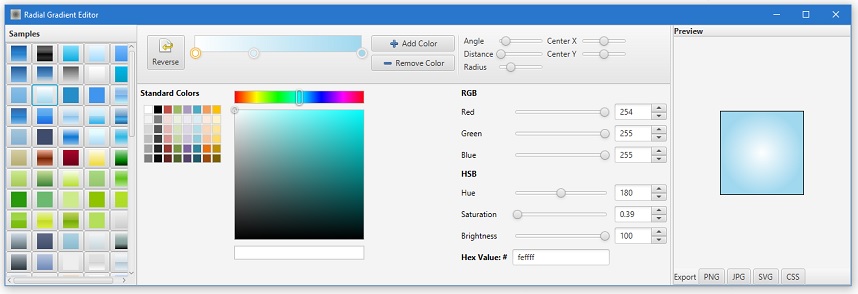 Radial Gradient Editor
Samples
Reverse
Add Color
Remove Color
Angle
Center X
Distance
Center Y
Radius
Preview
Standard Colors
RGB
Red 254
Green 255
Blue 255
HSB
Hue 180
Saturation 0.39
Brightness 100
Hex Value: # feffff
Export PNG JPG SVG CSS